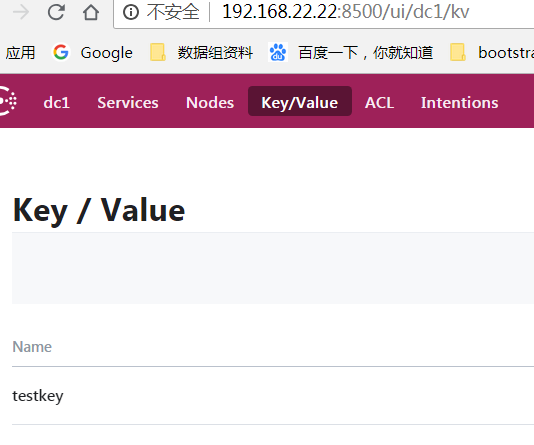 不安全 192.168.22.22:8500/ui/dc1/kv
应用 Google 数据组资料 百度一下，你就知道 bootstra
dc1 Services Nodes Key/Value ACL Intentions
Key / Value
Name
testkey